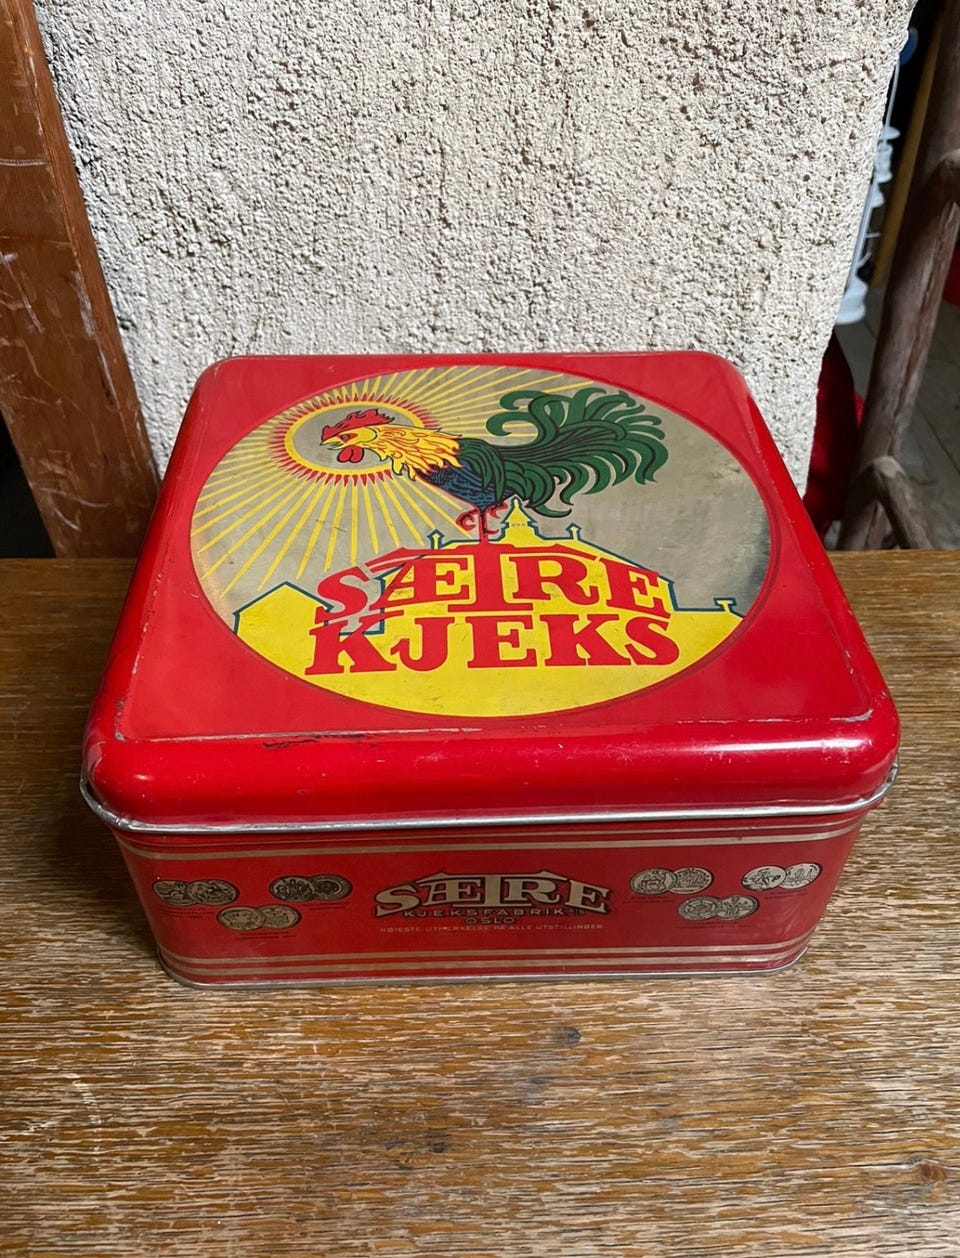 SÆTRE
KJEKS
SÆTRE
KJEKSFABRIK A/S
OSLO
HØIESTE UTMERKELSE PÅ ALLE UTSTILLINGER